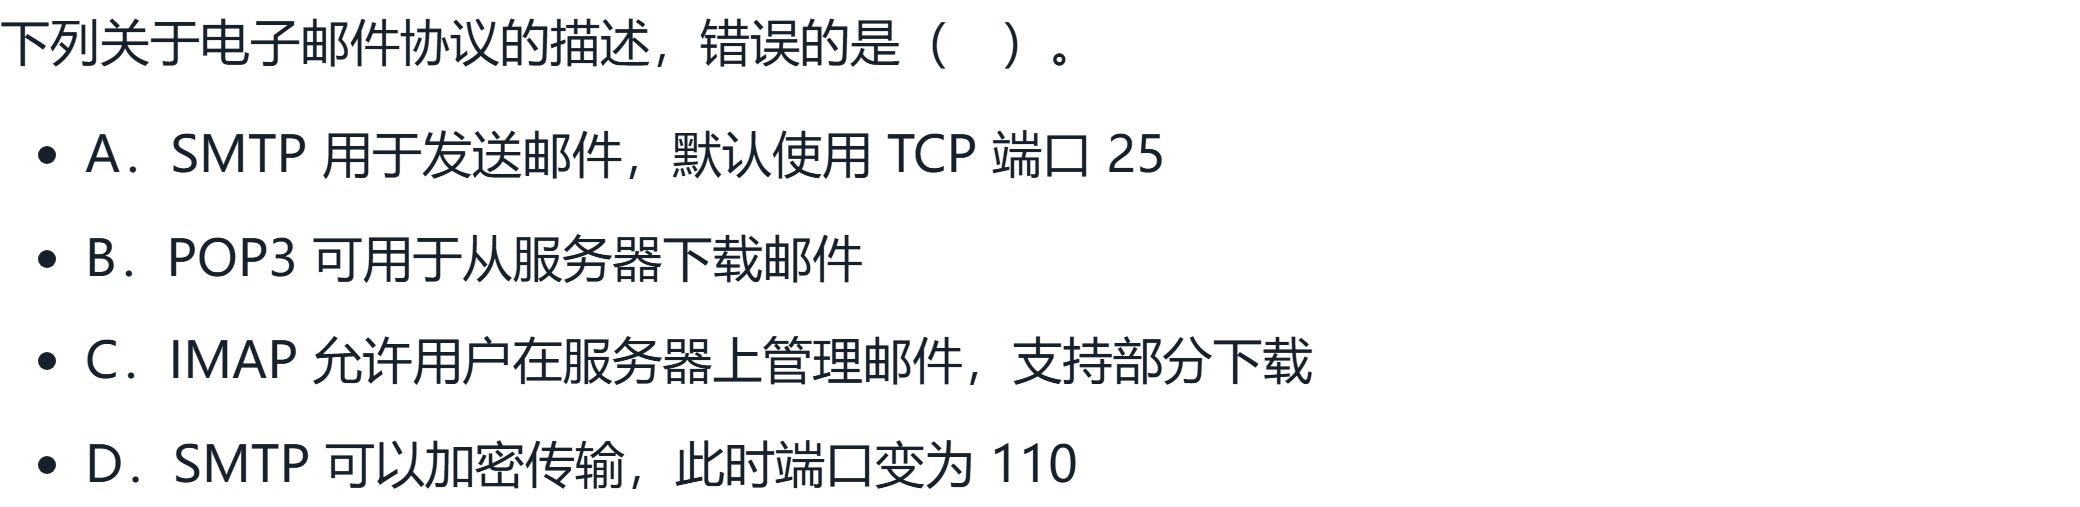 下列关于电子邮件协议的描述，错误的是（　）。
• A．SMTP 用于发送邮件，默认使用 TCP 端口 25
• B．POP3 可用于从服务器下载邮件
• C．IMAP 允许用户在服务器上管理邮件，支持部分下载
• D．SMTP 可以加密传输，此时端口变为 110